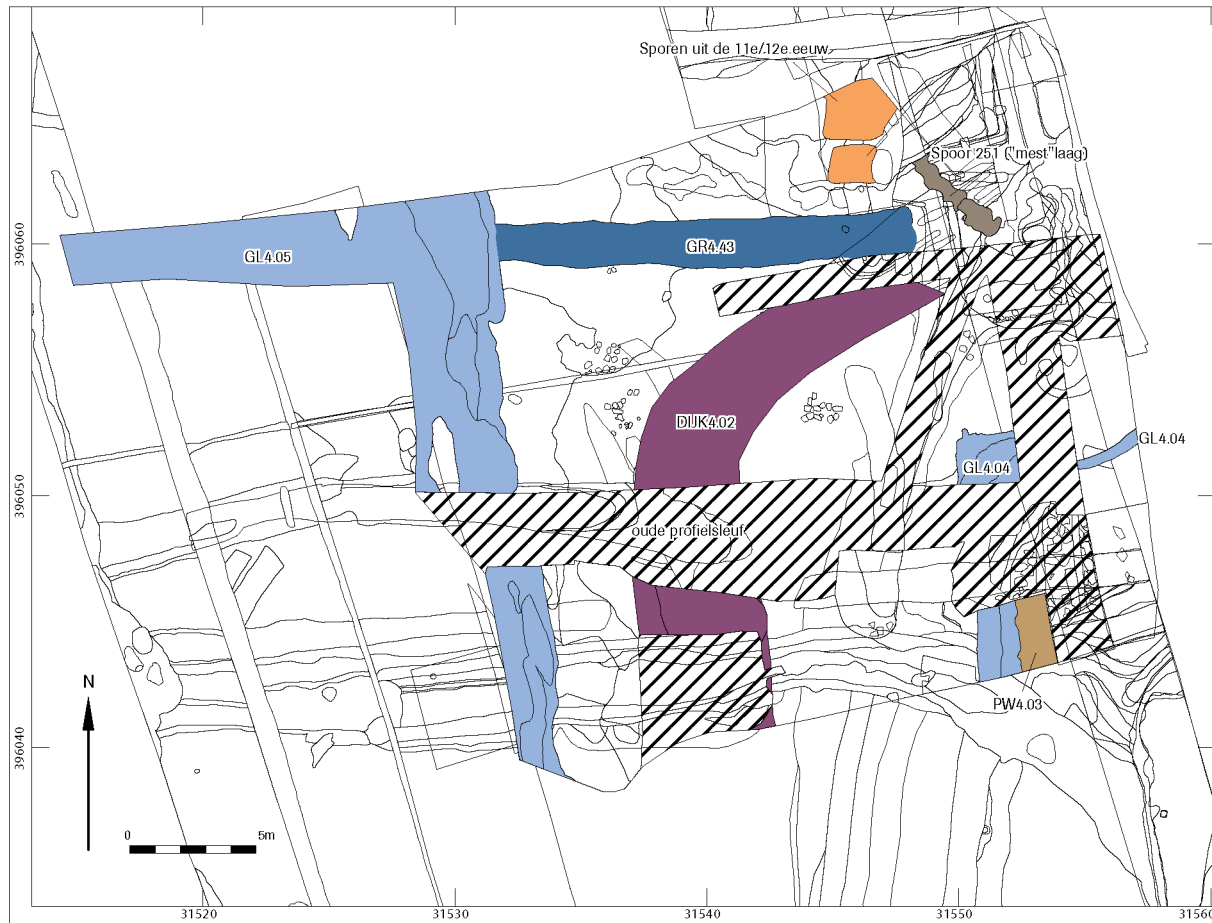 Sporen uit de 11e/12e eeuw
Spoor 251 ("mest"laag)
396060
GL4.05
GR4.43
DIJK4.02
GL4.04
GL4.04
396050
oude profielsleuf
N
PW4.03
396040
0 5m
31520 31530 31540 31550 31560